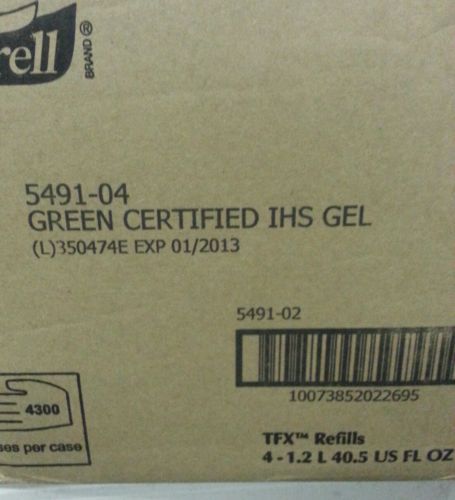 rell
BRAND ®
5491-04
GREEN CERTIFIED IHS GEL
(L)350474E EXP 01/2013
5491-02
10073852022695
4300
ses per case
TFX™ Refills
4 - 1.2 L 40.5 US FL OZ